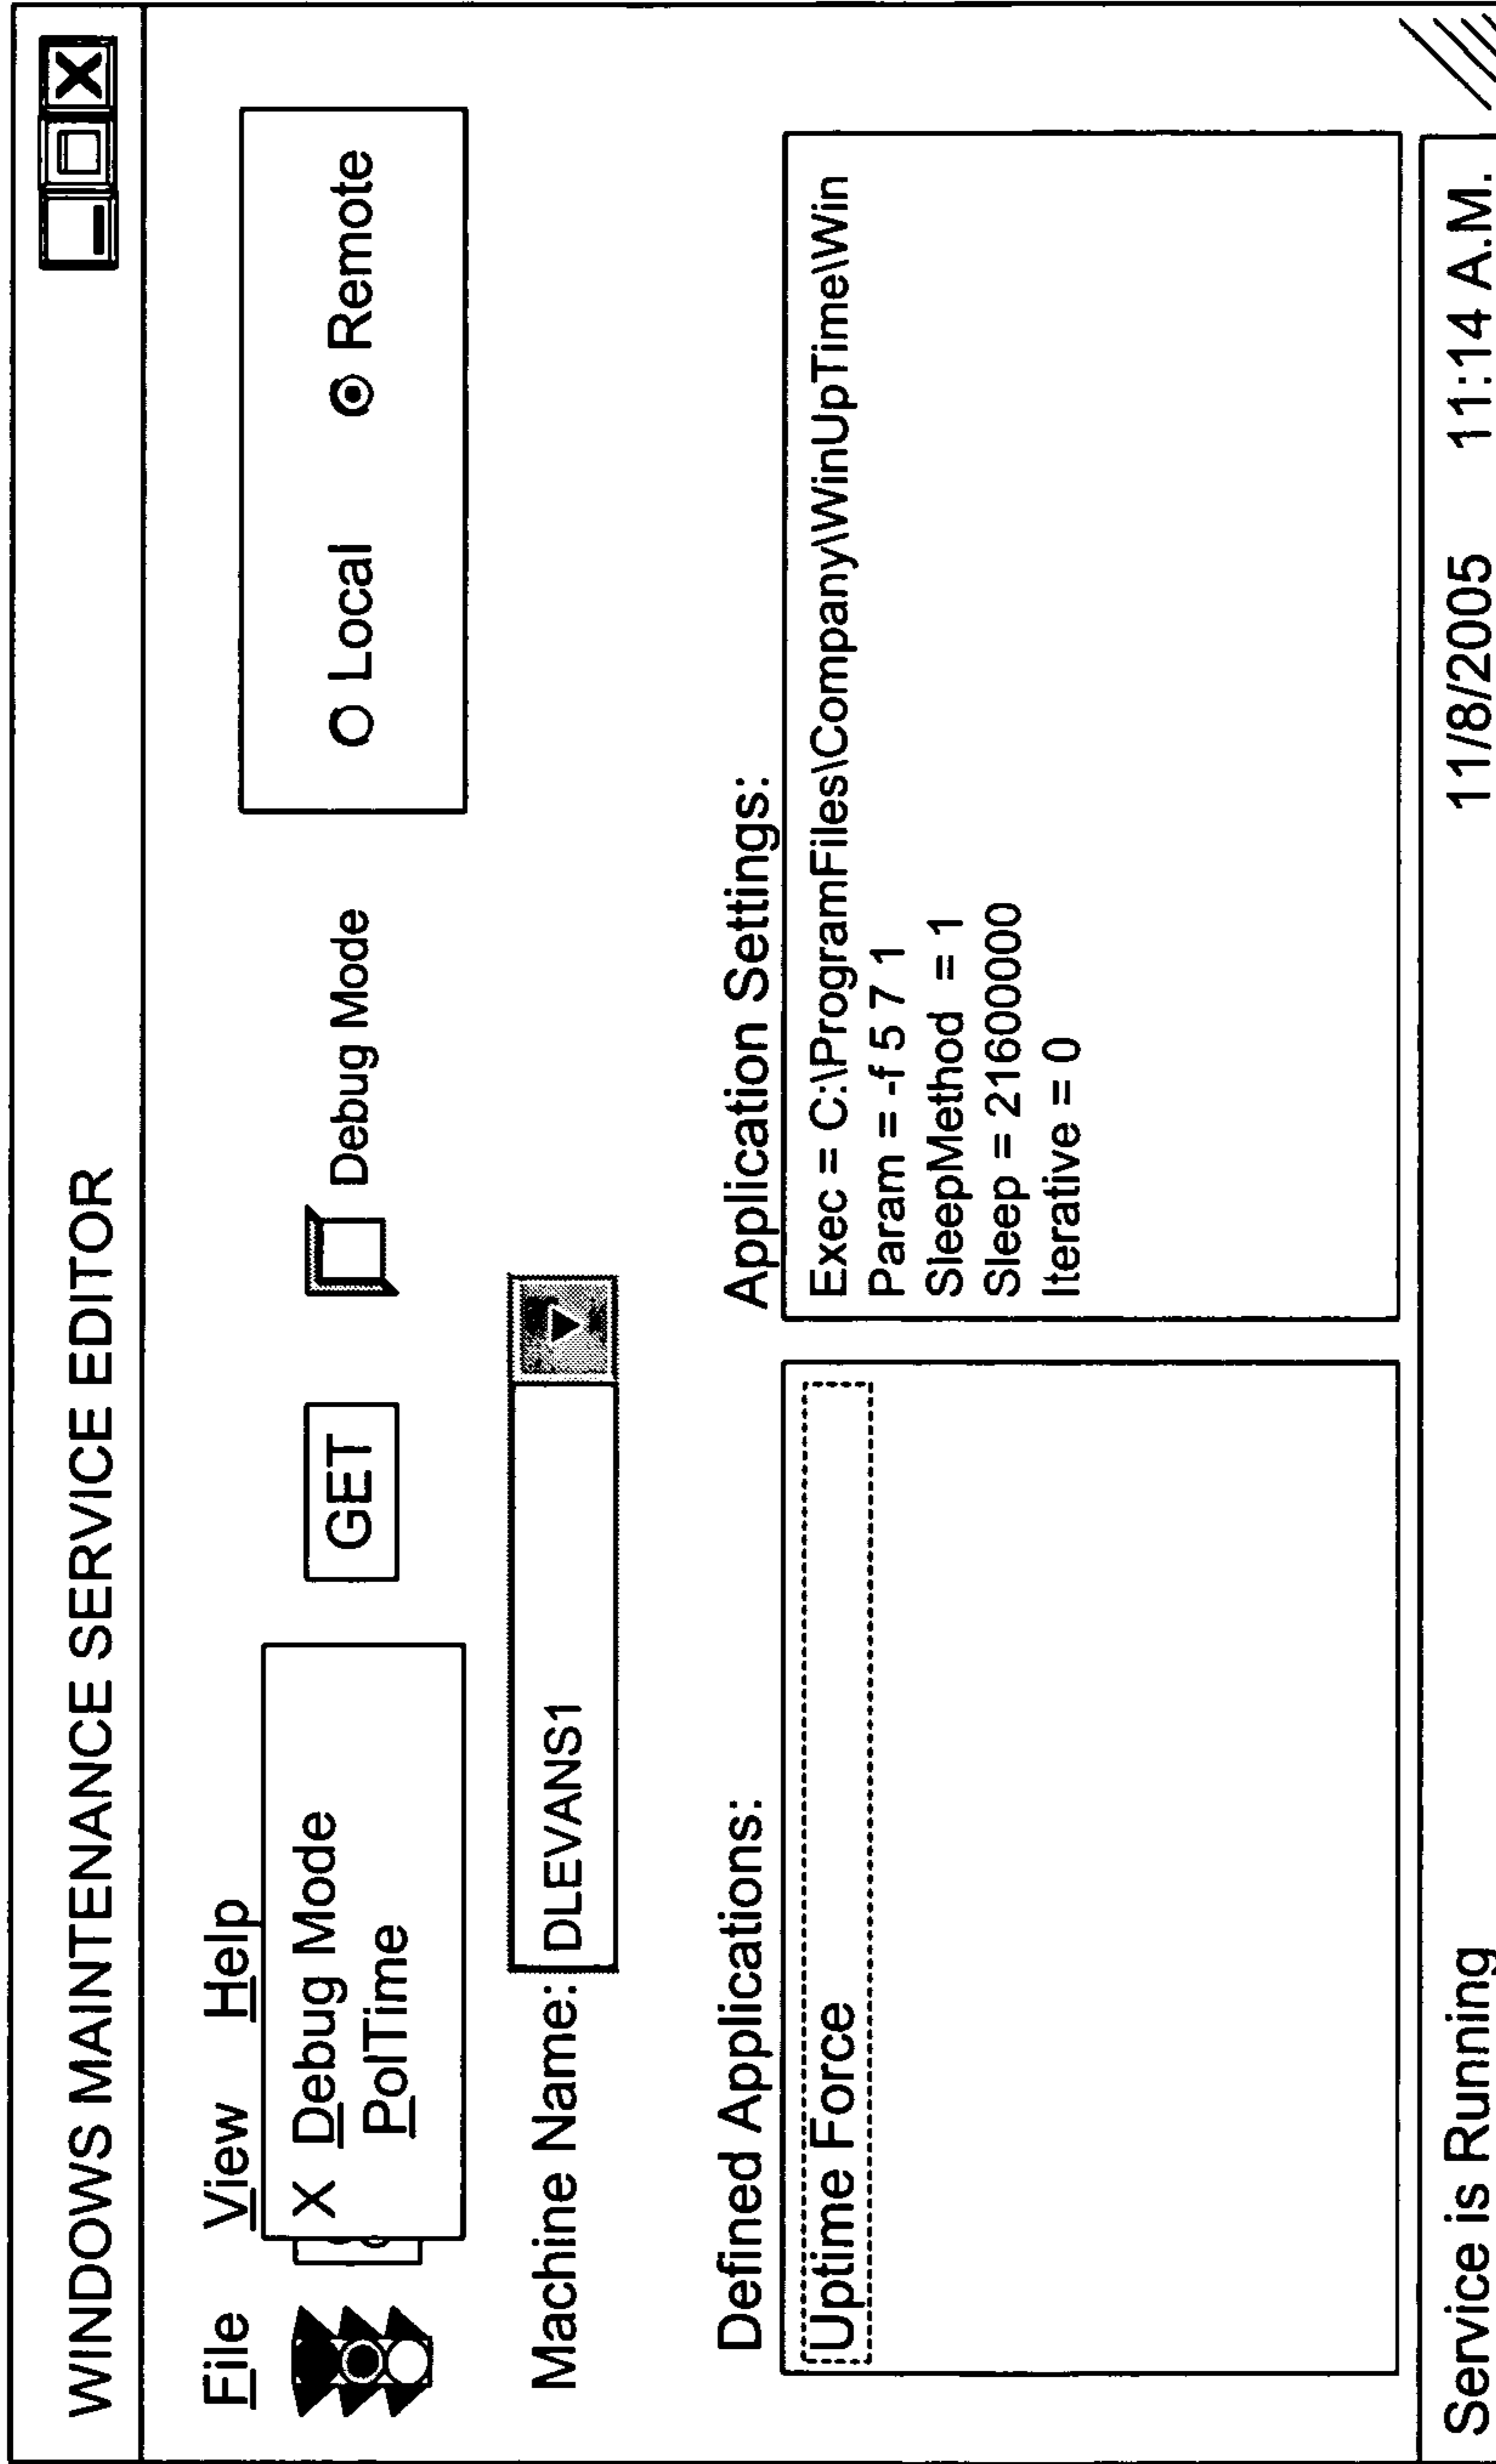 WINDOWS MAINTENANCE SERVICE EDITOR
File View Help
X Debug Mode
PolTime
GET
Debug Mode
Local Remote
Machine Name: DLEVANS1
Defined Applications:
Uptime Force
Application Settings:
Exec = C:\ProgramFiles\Company\WinUpTime\Win
Param = -f 5 7 1
SleepMethod = 1
Sleep = 21600000
Iterative = 0
Service is Running 11/8/2005 11:14 A.M.